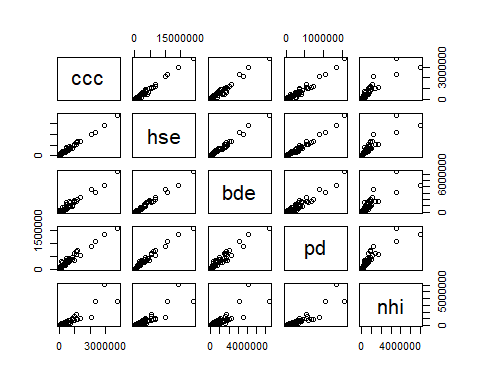 0 15000000 0 1000000
ccc
0 3000000
0
hse
bde
0 6000000
0 1500000
pd
nhi
0 5000000
0 3000000 0 4000000 0 4000000